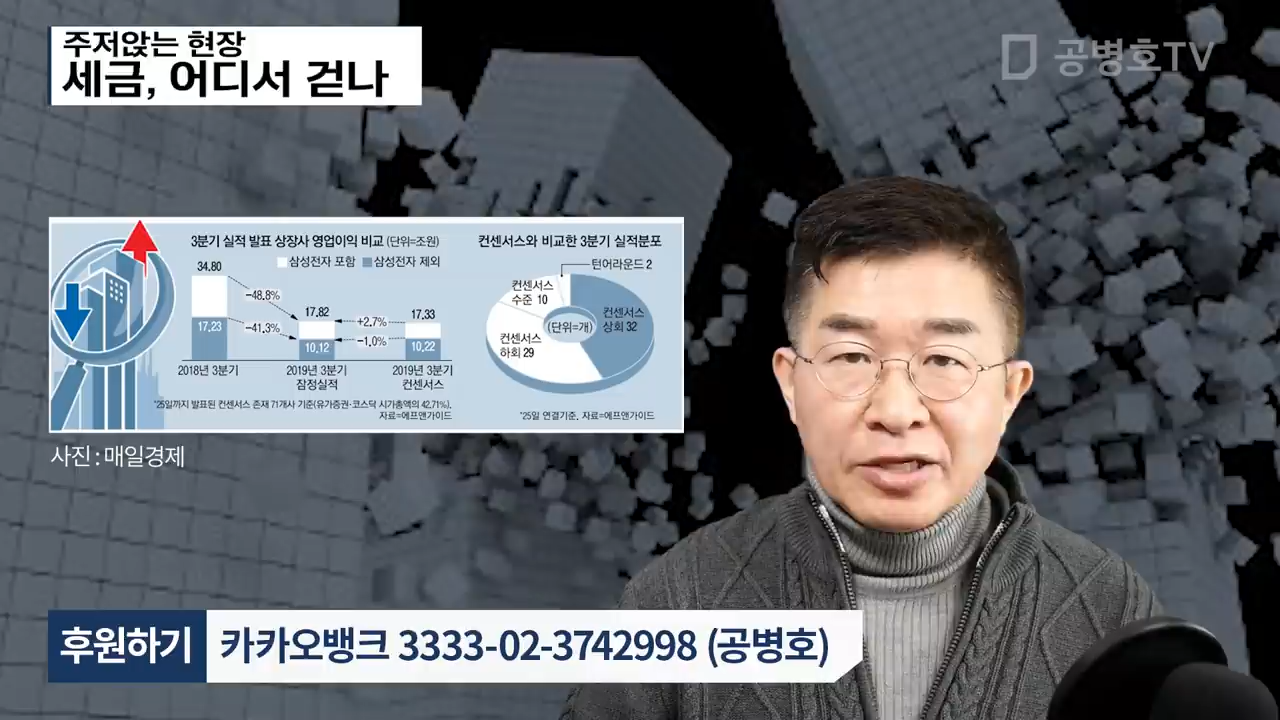 주저앉는 현장
세금, 어디서 걷나
공병호TV
3분기 실적 발표 상장사 영업이익 비교 (단위=조원)
삼성전자 포함 삼성전자 제외
34.80
17,23
-48.8%
-41.3%
17.82
10,12
+2.7%
-1.0%
17.33
10,22
2018년 3분기
2019년 3분기
잠정실적
2019년 3분기
컨센서스
*25일까지 발표된 컨센서스 존재 71개사 기준(유가증권·코스닥 시가총액의 42.71%),
자료=에프앤가이드
컨센서스와 비교한 3분기 실적분포
턴어라운드 2
컨센서스
수준 10
(단위=개)
컨센서스
상회 32
컨센서스
하회 29
*25일 연결기준, 자료=에프앤가이드
사진 : 매일경제
후원하기 카카오뱅크 3333-02-3742998 (공병호)